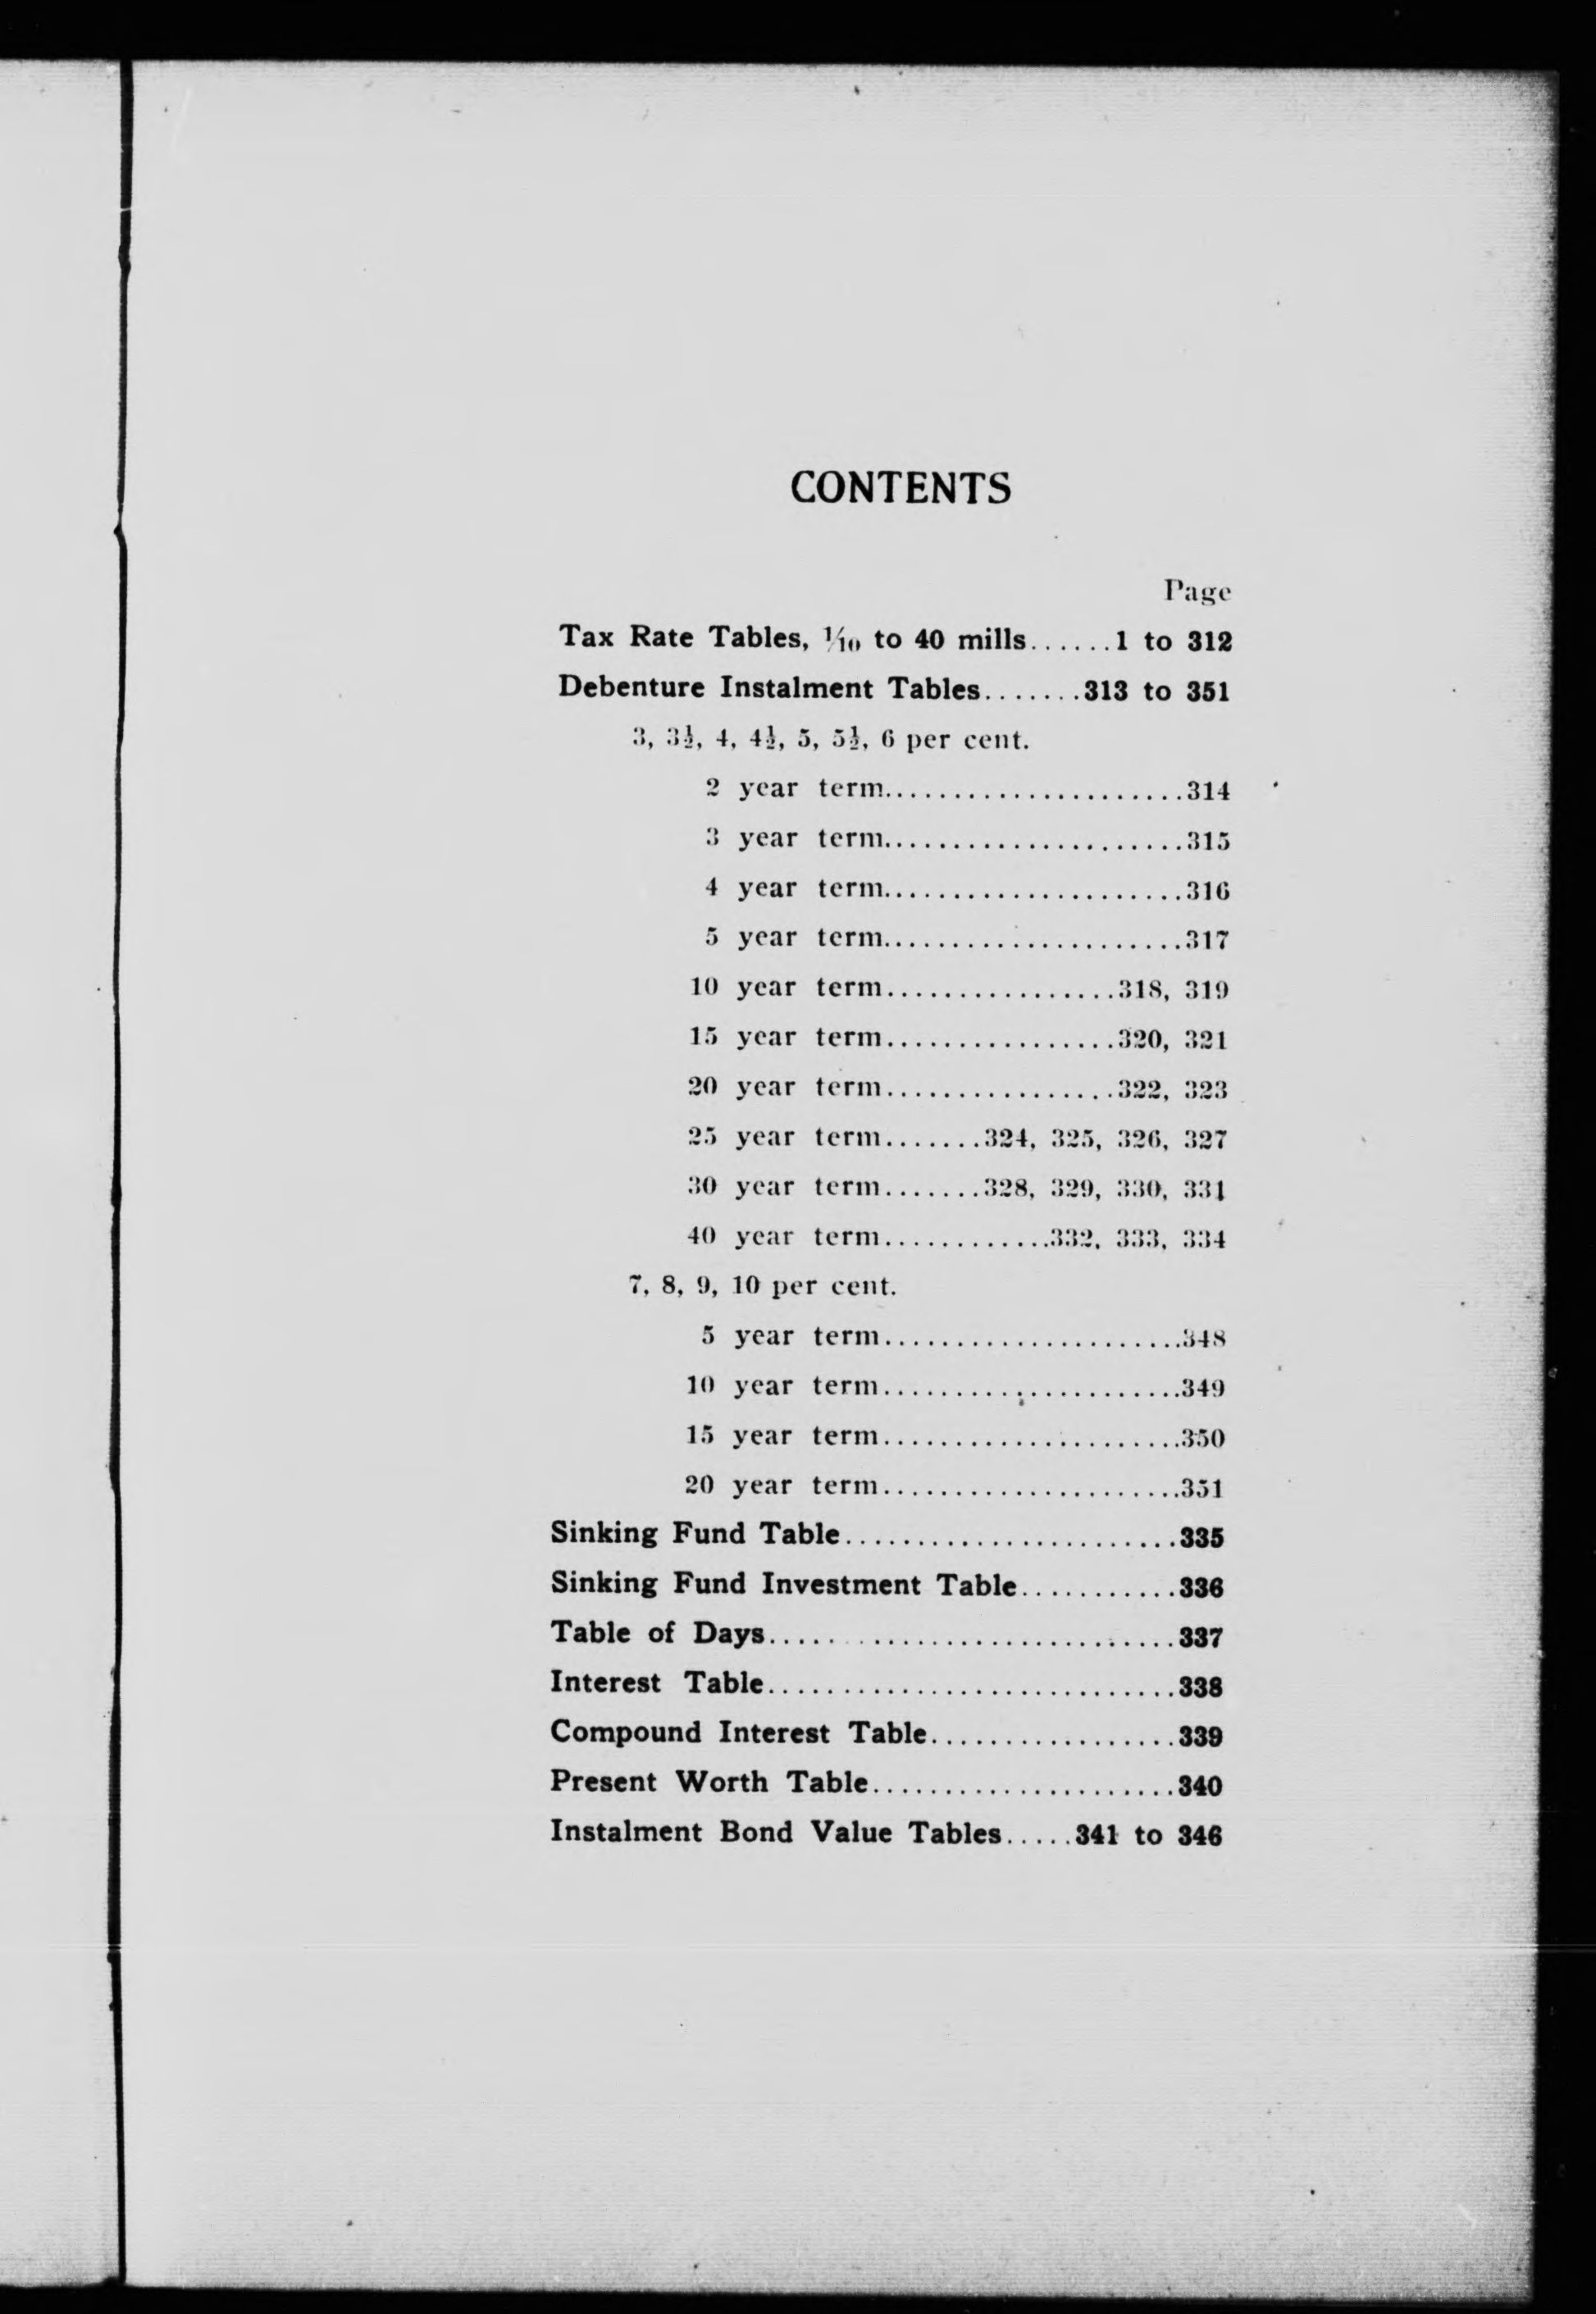 CONTENTS
Page
Tax Rate Tables, 1/10 to 40 mills.......1 to 312
Debenture Instalment Tables.......313 to 351
3, 3½, 4, 4½, 5, 5½, 6 per cent.
2 year term......................314
3 year term......................315
4 year term......................316
5 year term......................317
10 year term.................318, 319
15 year term.................320, 321
20 year term.................322, 323
25 year term.......324, 325, 326, 327
30 year term.......328, 329, 330, 331
40 year term............332, 333, 334
7, 8, 9, 10 per cent.
5 year term......................348
10 year term......................349
15 year term......................350
20 year term......................351
Sinking Fund Table........................335
Sinking Fund Investment Table...........336
Table of Days.............................337
Interest Table.............................338
Compound Interest Table.................339
Present Worth Table......................340
Instalment Bond Value Tables.....341 to 346